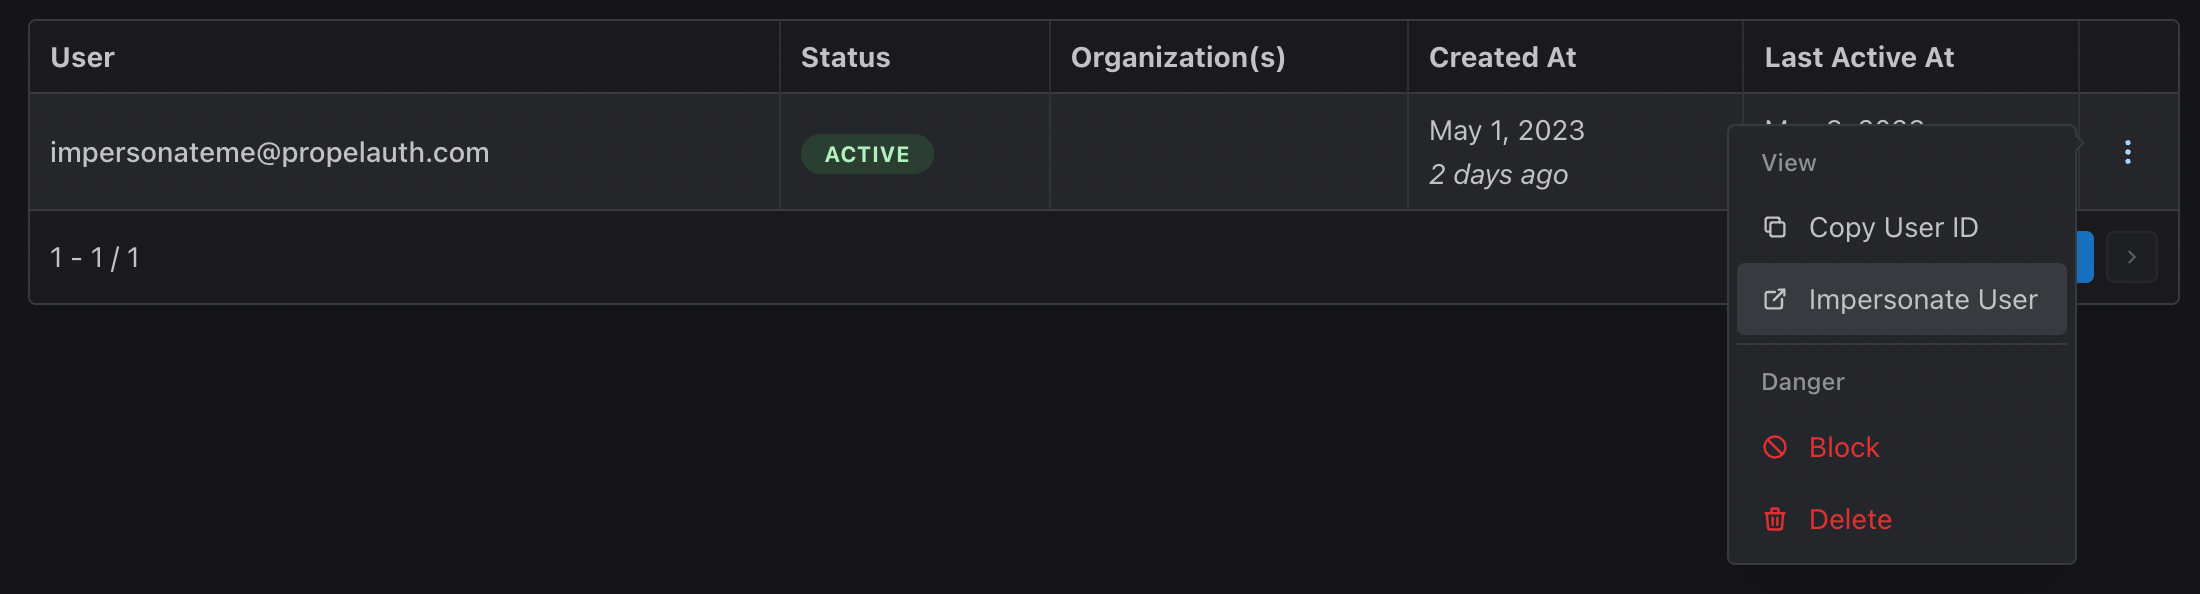 User Status Organization(s) Created At Last Active At
impersonateme@propelauth.com ACTIVE May 1, 2023
2 days ago
1 - 1 / 1
View
Copy User ID
Impersonate User
Danger
Block
Delete